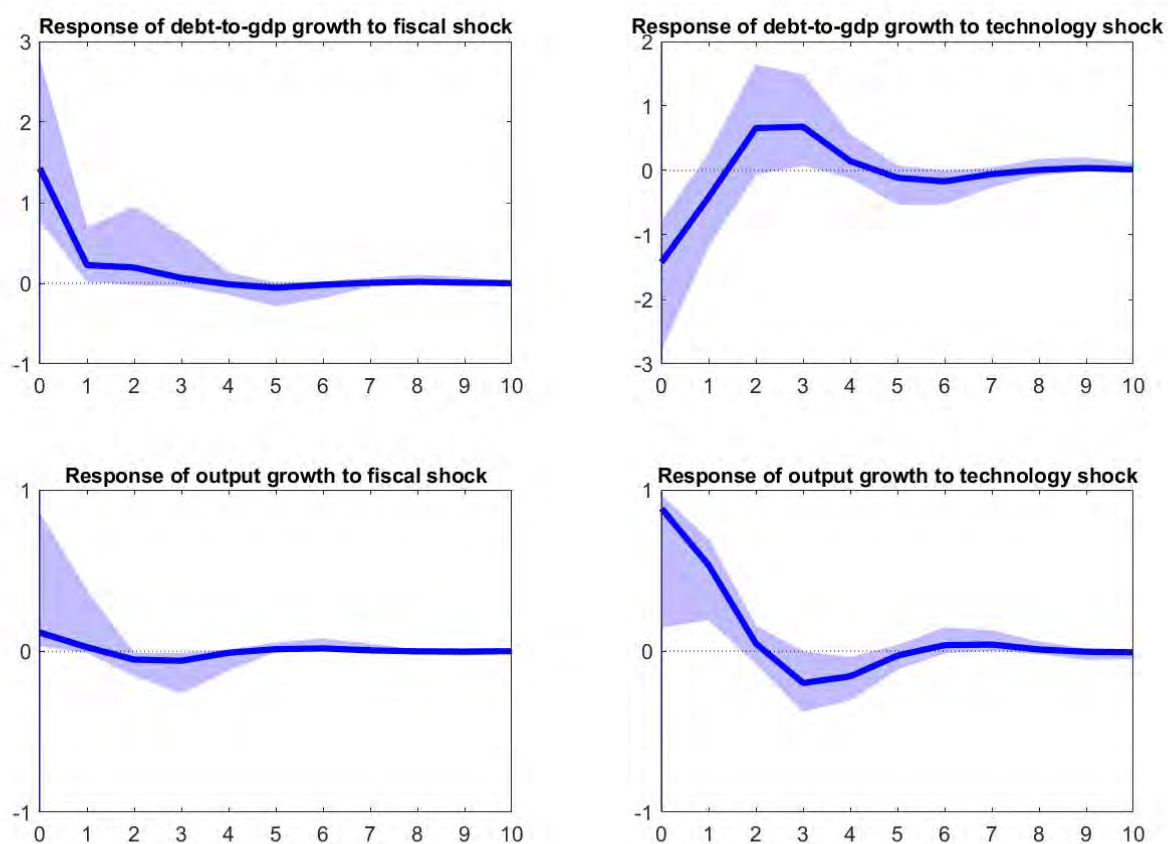 Response of debt-to-gdp growth to fiscal shock
3
2
1
0
-1
0 1 2 3 4 5 6 7 8 9 10
Response of debt-to-gdp growth to technology shock
2
1
0
-1
-2
-3
0 1 2 3 4 5 6 7 8 9 10
Response of output growth to fiscal shock
1
0
-1
0 1 2 3 4 5 6 7 8 9 10
Response of output growth to technology shock
1
0
-1
0 1 2 3 4 5 6 7 8 9 10